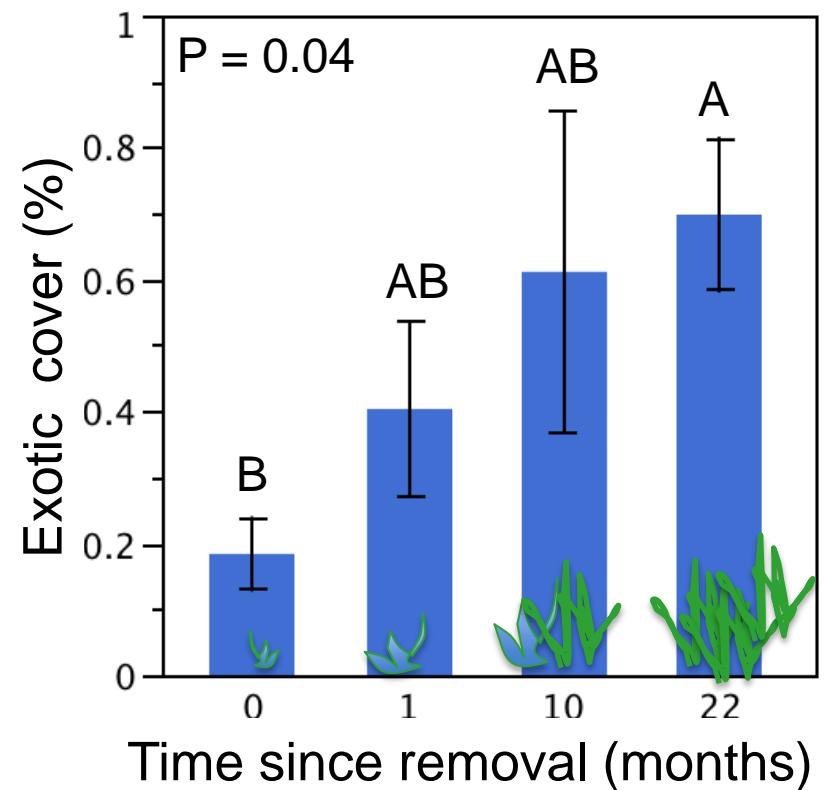 P = 0.04
Exotic cover (%)
1
0.8
0.6
0.4
0.2
0
B
AB
AB
A
0 1 10 22
Time since removal (months)